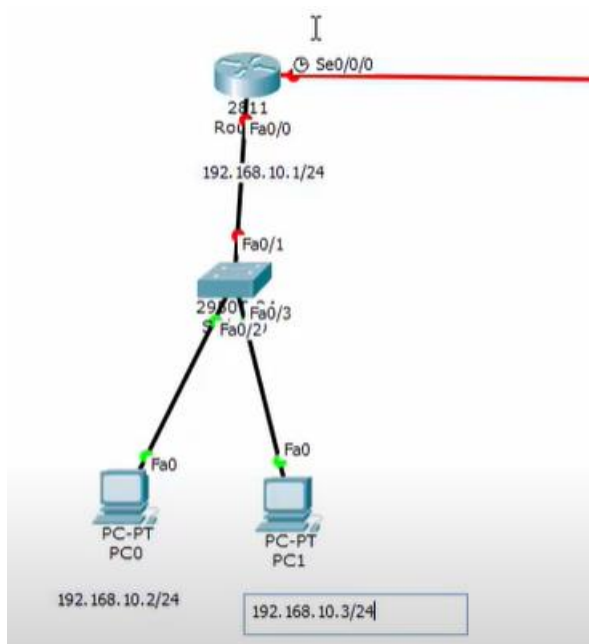 Se0/0/0
2811
Fa0/0
192.168.10.1/24
Fa0/1
Fa0/3
Fa0/2
Fa0
Fa0
PC-PT
PC0
PC-PT
PC1
192.168.10.2/24
192.168.10.3/24